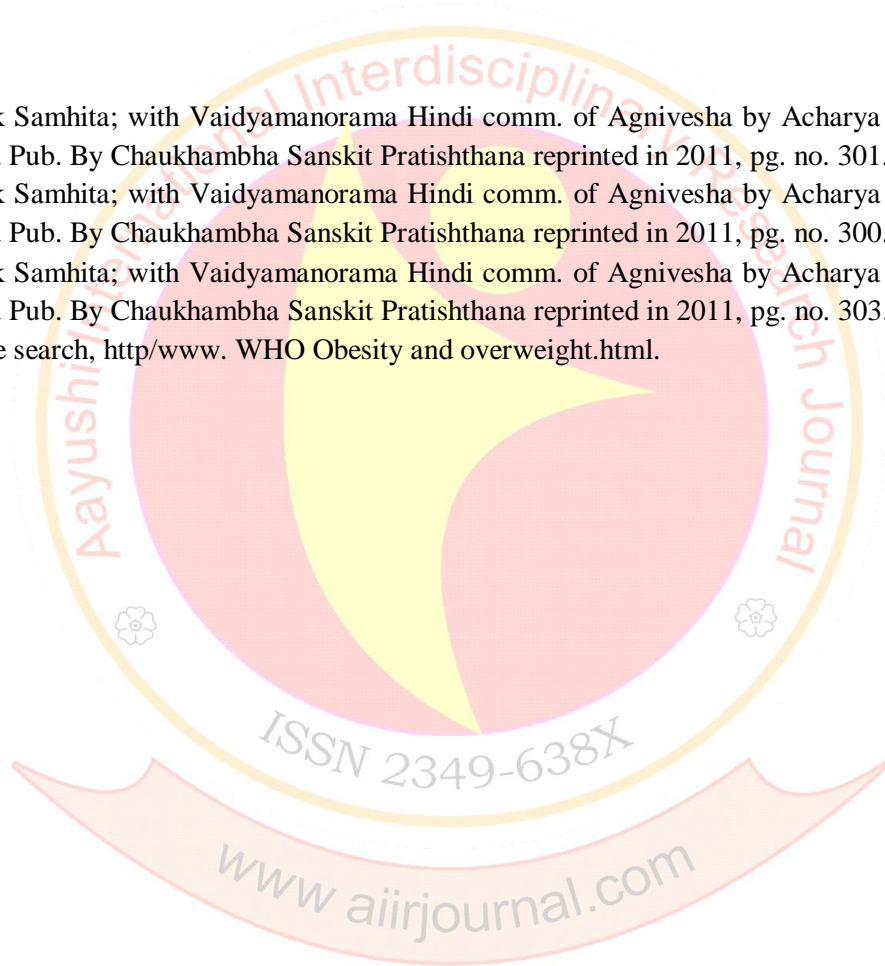 k Samhita; with Vaidyamanorama Hindi comm. of Agnivesha by Acharya
Pub. By Chaukhambha Sanskit Pratishthana reprinted in 2011, pg. no. 301.
k Samhita; with Vaidyamanorama Hindi comm. of Agnivesha by Acharya
Pub. By Chaukhambha Sanskit Pratishthana reprinted in 2011, pg. no. 300.
k Samhita; with Vaidyamanorama Hindi comm. of Agnivesha by Acharya
Pub. By Chaukhambha Sanskit Pratishthana reprinted in 2011, pg. no. 303.
e search, http/www. WHO Obesity and overweight.html.
Aayushi International Interdisciplinary Research Journal
ISSN 2349-638X
www aiirjournal.com